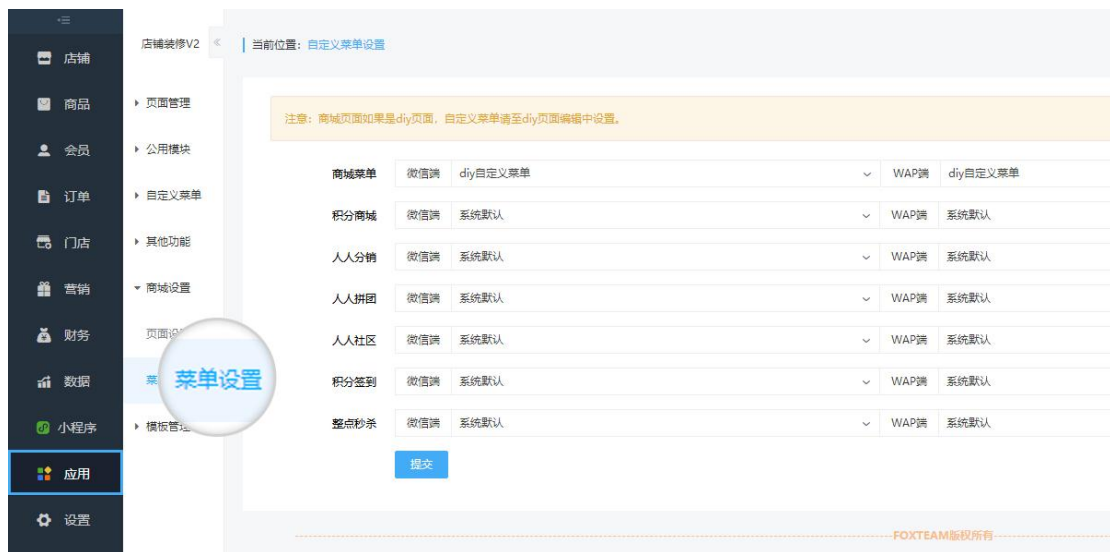 店铺
商品
会员
订单
门店
营销
财务
数据
小程序
应用
设置
店铺装修V2
页面管理
公用模块
自定义菜单
其他功能
商城设置
页面设
菜单设置
模板管
当前位置：自定义菜单设置
注意：商城页面如果是diy页面，自定义菜单请至diy页面编辑中设置。
商城菜单 微信端 diy自定义菜单 WAP端 diy自定义菜单
积分商城 微信端 系统默认 WAP端 系统默认
人人分销 微信端 系统默认 WAP端 系统默认
人人拼团 微信端 系统默认 WAP端 系统默认
人人社区 微信端 系统默认 WAP端 系统默认
积分签到 微信端 系统默认 WAP端 系统默认
整点秒杀 微信端 系统默认 WAP端 系统默认
提交
FOXTEAM版权所有